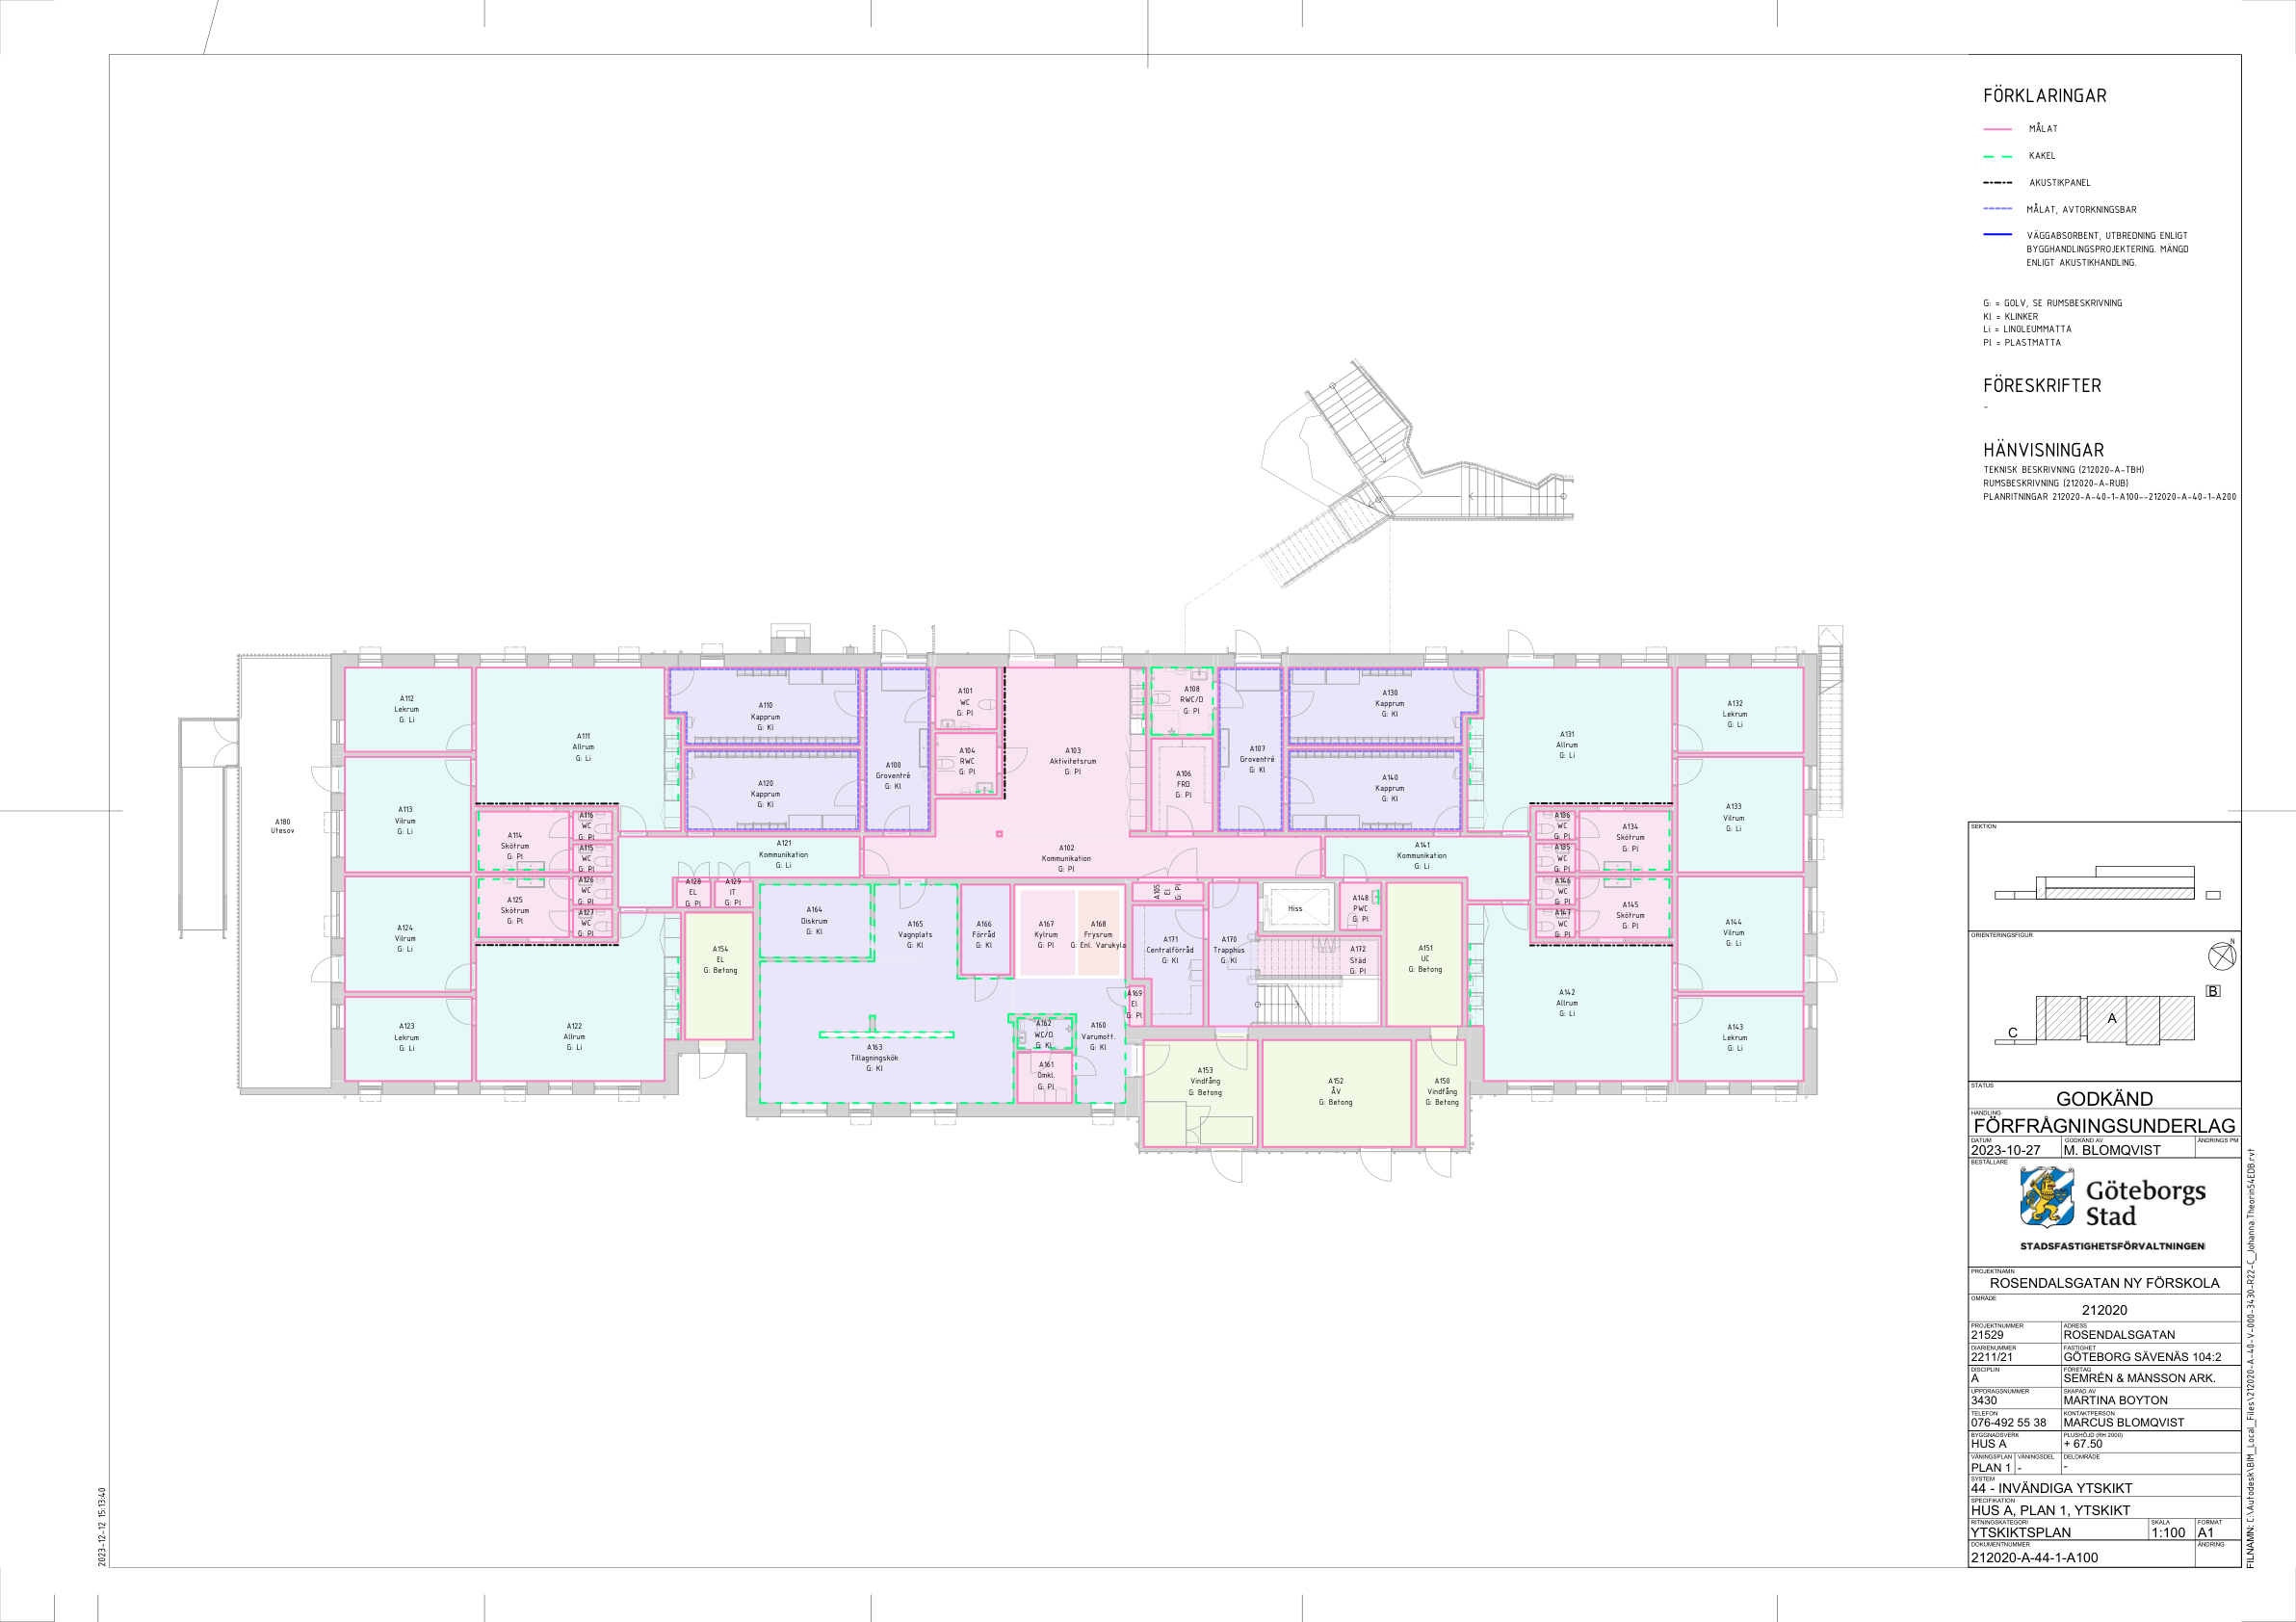 FÖRKLARINGAR
MÅLAT
KAKEL
AKUSTIKPANEL
MÅLAT, AVTORKNINGSBAR
VÄGGABSORBENT, UTBREDNING ENLIGT
BYGGHANDLINGSPROJEKTERING. MÄNGD
ENLIGT AKUSTIKHANDLING.
G: = GOLV, SE RUMSBESKRIVNING
Kl = KLINKER
Li = LINOLEUMMATTA
Pl = PLASTMATTA
FÖRESKRIFTER
-
HÄNVISNINGAR
TEKNISK BESKRIVNING (212020-A-TBH)
RUMSBESKRIVNING (212020-A-RUB)
PLANRITNINGAR 212020-A-40-1-A100--212020-A-40-1-A200
A112
Lekrum
G: Li
A111
Allrum
G: Li
A110
Kapprum
G: Kl
A100
Groventré
G: Kl
A101
WC
G: Pl
A104
RWC
G: Pl
A103
Aktivitetsrum
G: Pl
A108
RWC/D
G: Pl
A106
FRD
G: Pl
A107
Groventré
G: Kl
A130
Kapprum
G: Kl
A131
Allrum
G: Li
A132
Lekrum
G: Li
A120
Kapprum
G: Kl
A140
Kapprum
G: Kl
A180
Utesov
A113
Vilrum
G: Li
A114
Skötrum
G: Pl
A116
WC
G: Pl
A115
WC
G: Pl
A121
Kommunikation
G: Li
A102
Kommunikation
G: Pl
A141
Kommunikation
G: Li
A136
WC
G: Pl
A135
WC
G: Pl
A134
Skötrum
G: Pl
A133
Vilrum
G: Li
A124
Vilrum
G: Li
A125
Skötrum
G: Pl
A126
WC
G: Pl
A127
WC
G: Pl
A128
EL
G: Pl
A129
IT
G: Pl
A164
Diskrum
G: Kl
A165
Vagnplats
G: Kl
A166
Förråd
G: Kl
A167
Kylrum
G: Pl
A168
Frysrum
G: Enl. Varukyla
A105
El
G: Pl
A171
Centralförråd
G: Kl
A170
Trapphus
G: Kl
Hiss
A148
PWC
G: Pl
A172
Städ
G: Pl
A151
UC
G: Betong
A146
WC
G: Pl
A147
WC
G: Pl
A145
Skötrum
G: Pl
A144
Vilrum
G: Li
A154
EL
G: Betong
A169
El
G: Pl
A123
Lekrum
G: Li
A122
Allrum
G: Li
A163
Tillagningskök
G: Kl
A162
WC/D
G: Kl
A161
Omkl.
G: Pl
A160
Varumott.
G: Kl
A153
Vindfång
G: Betong
A152
ÅV
G: Betong
A150
Vindfång
G: Betong
A142
Allrum
G: Li
A143
Lekrum
G: Li
SEKTION
ORIENTERINGSFIGUR
N
B
A
C
STATUS
GODKÄND
HANDLING
FÖRFRÅGNINGSUNDERLAG
DATUM GODKÄND AV ÄNDRINGS PM
2023-10-27 M. BLOMQVIST
BESTÄLLARE
Göteborgs
Stad
STADSFASTIGHETSFÖRVALTNINGEN
PROJEKTNAMN
ROSENDALSGATAN NY FÖRSKOLA
OMRÅDE
212020
PROJEKTNUMMER ADRESS
21529 ROSENDALSGATAN
DIARIENUMMER FASTIGHET
2211/21 GÖTEBORG SÄVENÄS 104:2
DISCIPLIN FÖRETAG
A SEMRÉN & MÅNSSON ARK.
UPPDRAGSNUMMER SKAPAD AV
3430 MARTINA BOYTON
TELEFON KONTAKTPERSON
076-492 55 38 MARCUS BLOMQVIST
BYGGNADSVERK PLUSHÖJD (RH 2000)
HUS A + 67.50
VÅNINGSPLAN VÅNINGSDEL DELOMRÅDE
PLAN 1 - -
SYSTEM
44 - INVÄNDIGA YTSKIKT
SPECIFIKATION
HUS A, PLAN 1, YTSKIKT
RITNINGSKATEGORI SKALA FORMAT
YTSKIKTSPLAN 1:100 A1
DOKUMENTNUMMER ÄNDRING
212020-A-44-1-A100
2023-12-12 15:13:40
FILNAMN: C:\Autodesk\BIM_Local_Files\212020-A-40-V-000-3430-R22-C_Johanna.Theorin54EDB.rvt